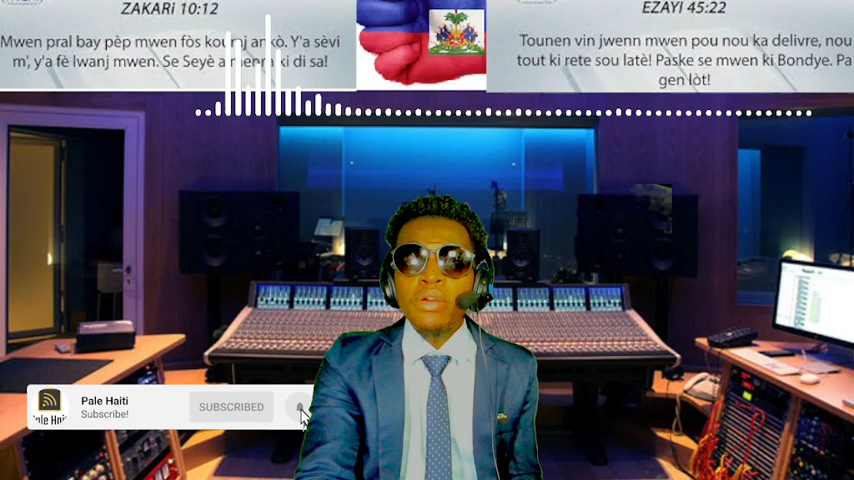 ZAKARi 10:12
Mwen pral bay pèp mwen fòs
ankò. Y'a sèvi
m', y'a fè lwanj mwen. Se Seyè
ki di sa!
EZAYI 45:22
Tounen vin jwenn mwen pou nou ka delivre, nou
tout ki rete sou latè! Paske se mwen ki Bondye. Pa
gen lòt!
Pale Haiti
Subscribe!
SUBSCRIBED